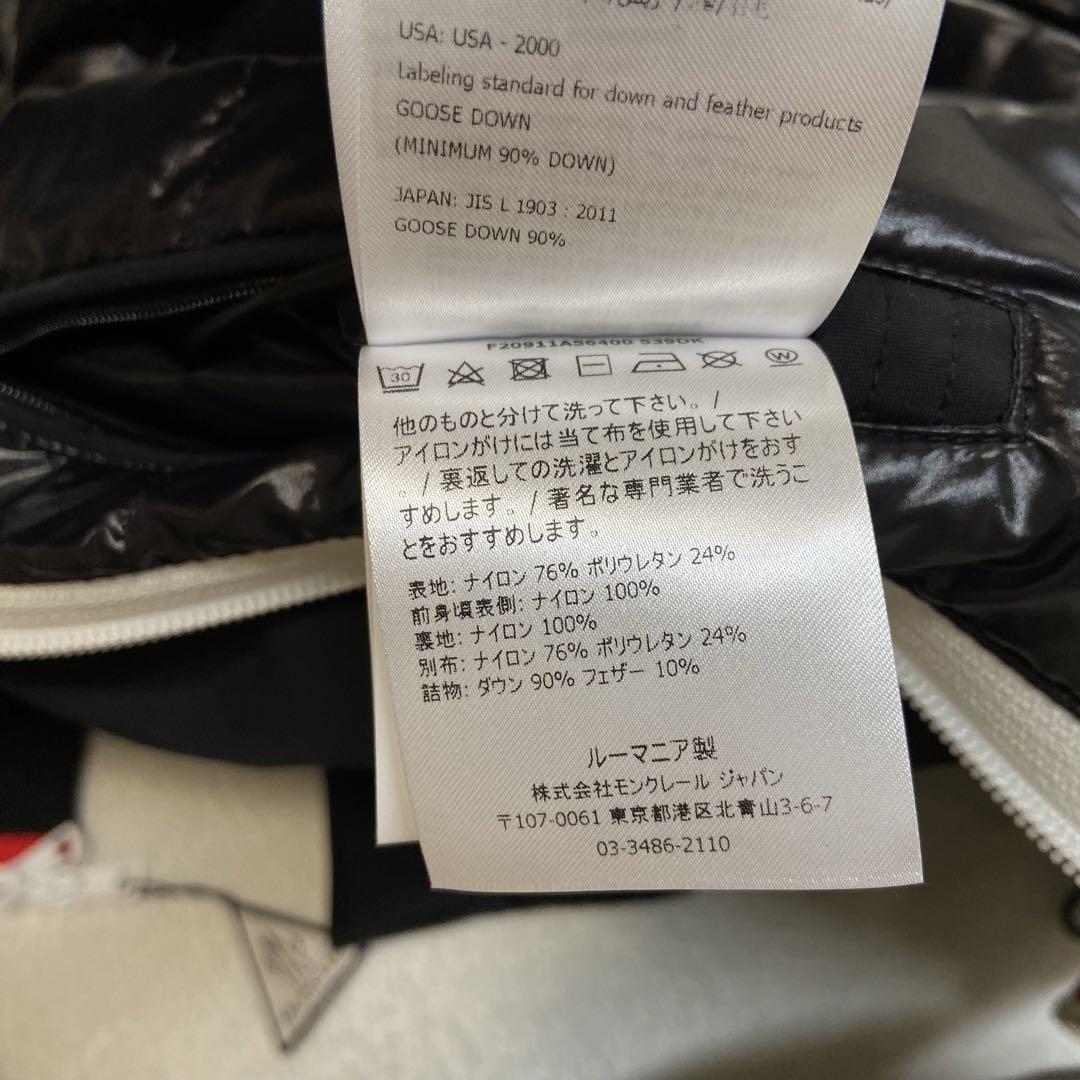 USA: USA - 2000
Labeling standard for down and feather products
GOOSE DOWN
(MINIMUM 90% DOWN)
JAPAN: JIS L 1903 : 2011
GOOSE DOWN 90%
F20911A56400 539DK
30
W
他のものと分けて洗って下さい。/
アイロンがけには当て布を使用して下さい
。/ 裏返しての洗濯とアイロンがけをおす
すめします。/ 著名な専門業者で洗うこ
とをおすすめします。
表地: ナイロン 76% ポリウレタン 24%
前身頃表側: ナイロン 100%
裏地: ナイロン 100%
別布: ナイロン 76% ポリウレタン 24%
詰物: ダウン 90% フェザー 10%
ルーマニア製
株式会社モンクレール ジャパン
〒107-0061 東京都港区北青山3-6-7
03-3486-2110